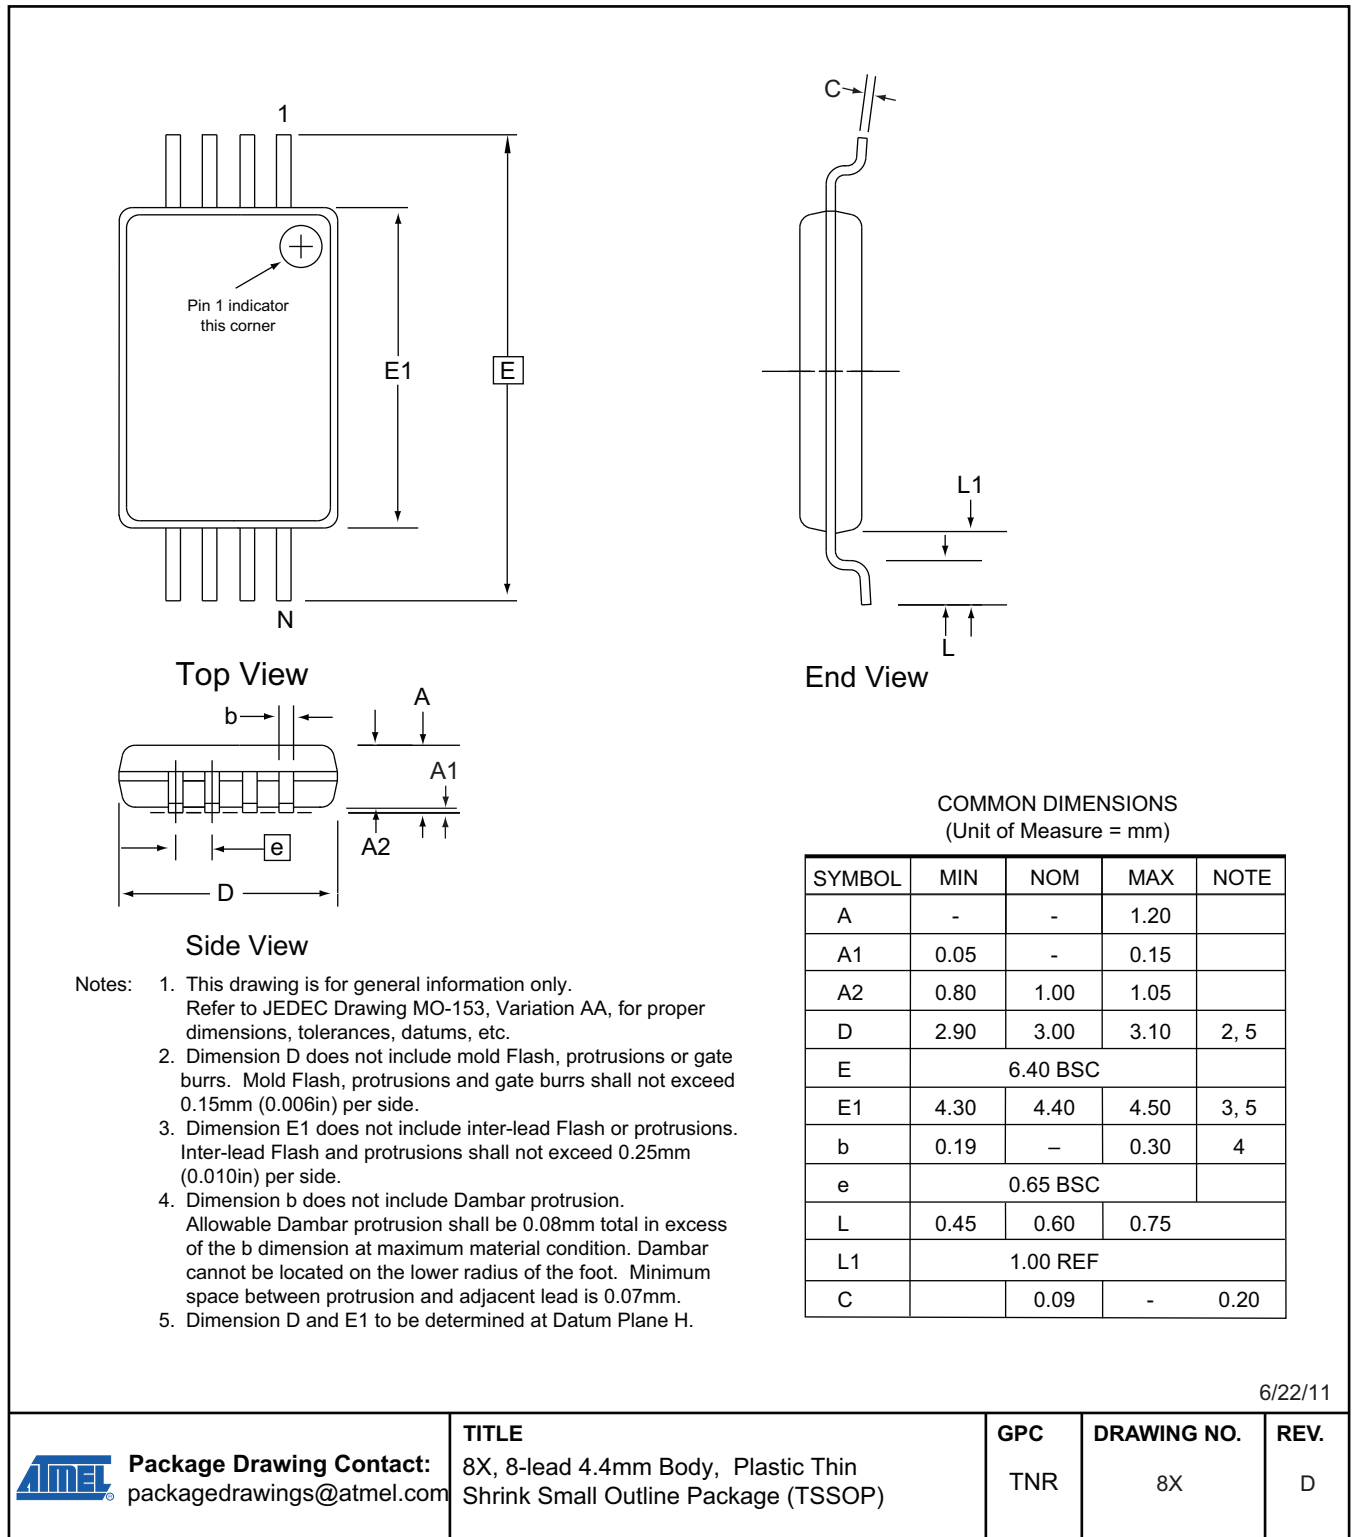 1
C
Pin 1 indicator
this corner
E1
E
L1
N
L
Top View
End View
b
A
A1
e
A2
D
Side View
COMMON DIMENSIONS
(Unit of Measure = mm)
SYMBOL MIN NOM MAX NOTE
A - - 1.20
A1 0.05 - 0.15
A2 0.80 1.00 1.05
D 2.90 3.00 3.10 2, 5
E 6.40 BSC
E1 4.30 4.40 4.50 3, 5
b 0.19 – 0.30 4
e 0.65 BSC
L 0.45 0.60 0.75
L1 1.00 REF
C 0.09 - 0.20
Notes: 1. This drawing is for general information only.
Refer to JEDEC Drawing MO-153, Variation AA, for proper
dimensions, tolerances, datums, etc.
2. Dimension D does not include mold Flash, protrusions or gate
burrs. Mold Flash, protrusions and gate burrs shall not exceed
0.15mm (0.006in) per side.
3. Dimension E1 does not include inter-lead Flash or protrusions.
Inter-lead Flash and protrusions shall not exceed 0.25mm
(0.010in) per side.
4. Dimension b does not include Dambar protrusion.
Allowable Dambar protrusion shall be 0.08mm total in excess
of the b dimension at maximum material condition. Dambar
cannot be located on the lower radius of the foot. Minimum
space between protrusion and adjacent lead is 0.07mm.
5. Dimension D and E1 to be determined at Datum Plane H.
6/22/11
ATMEL ®
Package Drawing Contact:
packagedrawings@atmel.com
TITLE
8X, 8-lead 4.4mm Body, Plastic Thin
Shrink Small Outline Package (TSSOP)
GPC
TNR
DRAWING NO.
8X
REV.
D